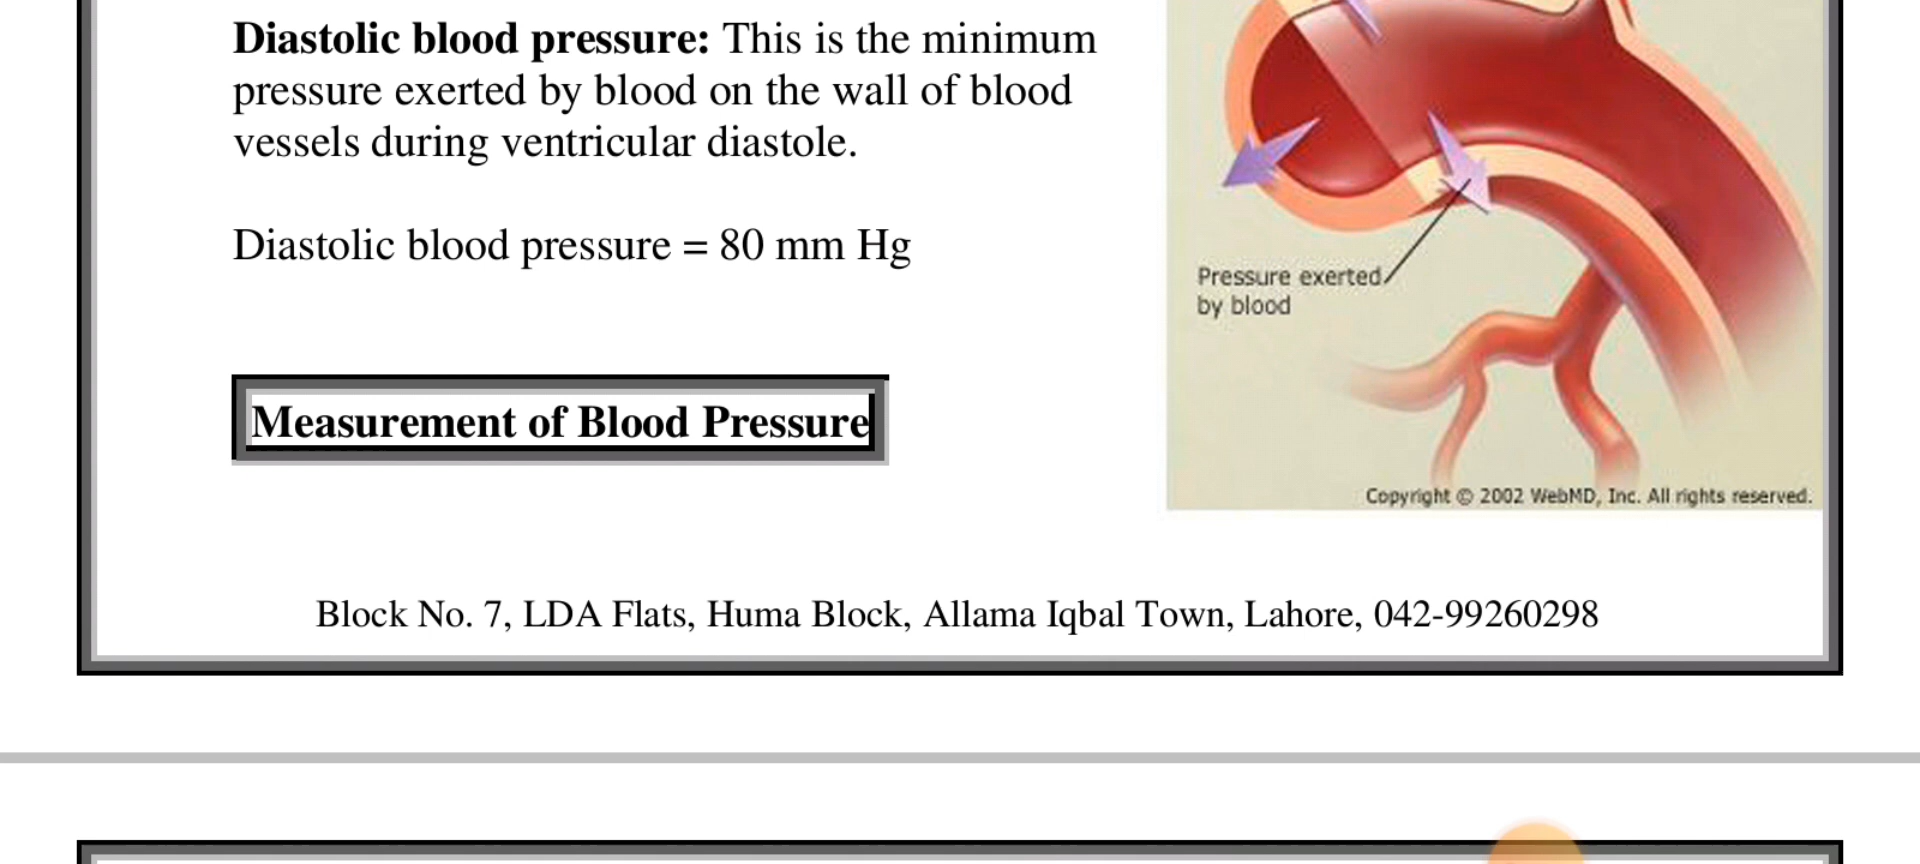 Diastolic blood pressure: This is the minimum
pressure exerted by blood on the wall of blood
vessels during ventricular diastole.
Diastolic blood pressure = 80 mm Hg
Pressure exerted
by blood
Measurement of Blood Pressure
Copyright © 2002 WebMD, Inc. All rights reserved.
Block No. 7, LDA Flats, Huma Block, Allama Iqbal Town, Lahore, 042-99260298